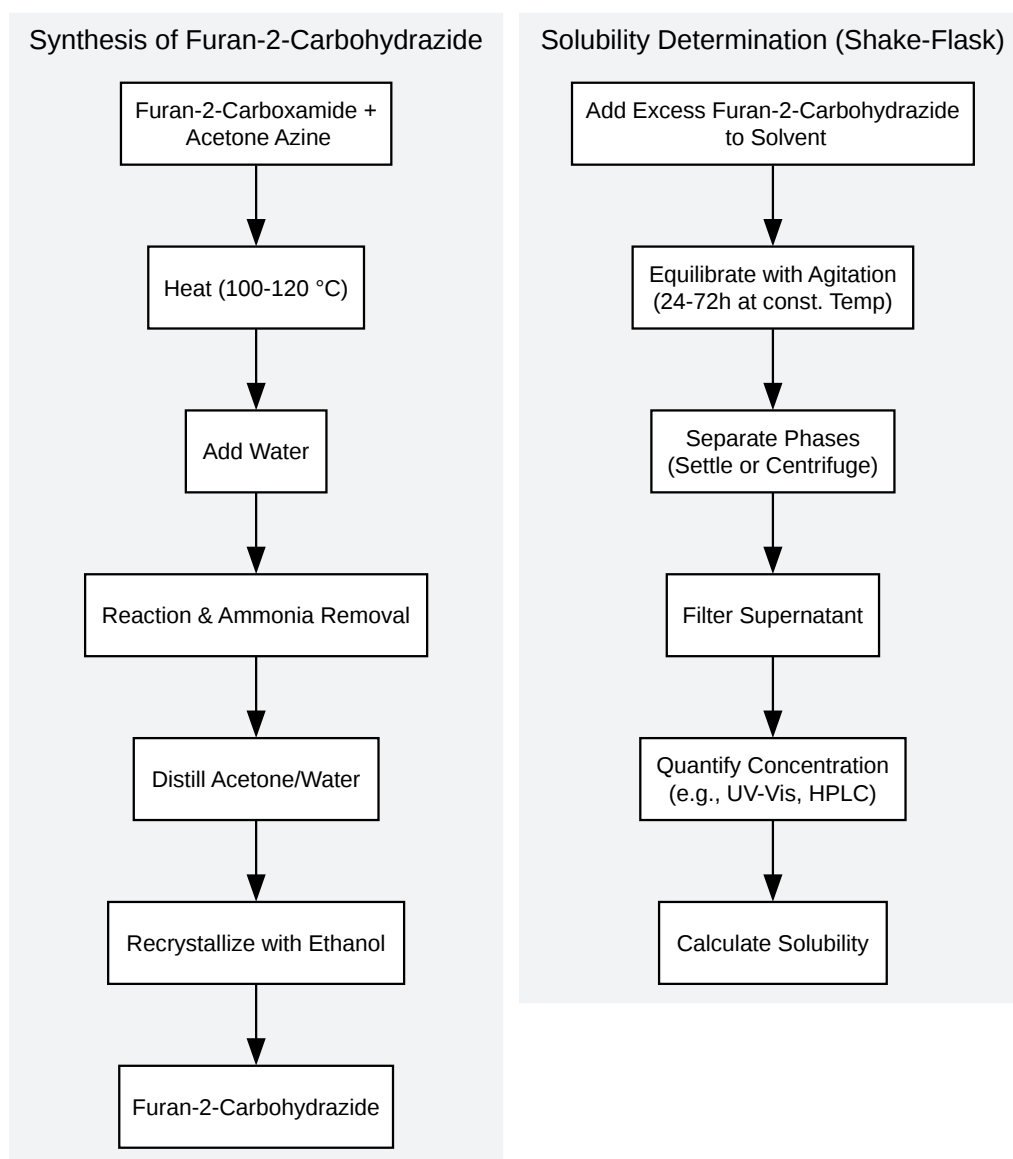 Synthesis of Furan-2-Carbohydrazide
Furan-2-Carboxamide +
Acetone Azine
Heat (100-120 °C)
Add Water
Reaction & Ammonia Removal
Distill Acetone/Water
Recrystallize with Ethanol
Furan-2-Carbohydrazide
Solubility Determination (Shake-Flask)
Add Excess Furan-2-Carbohydrazide
to Solvent
Equilibrate with Agitation
(24-72h at const. Temp)
Separate Phases
(Settle or Centrifuge)
Filter Supernatant
Quantify Concentration
(e.g., UV-Vis, HPLC)
Calculate Solubility